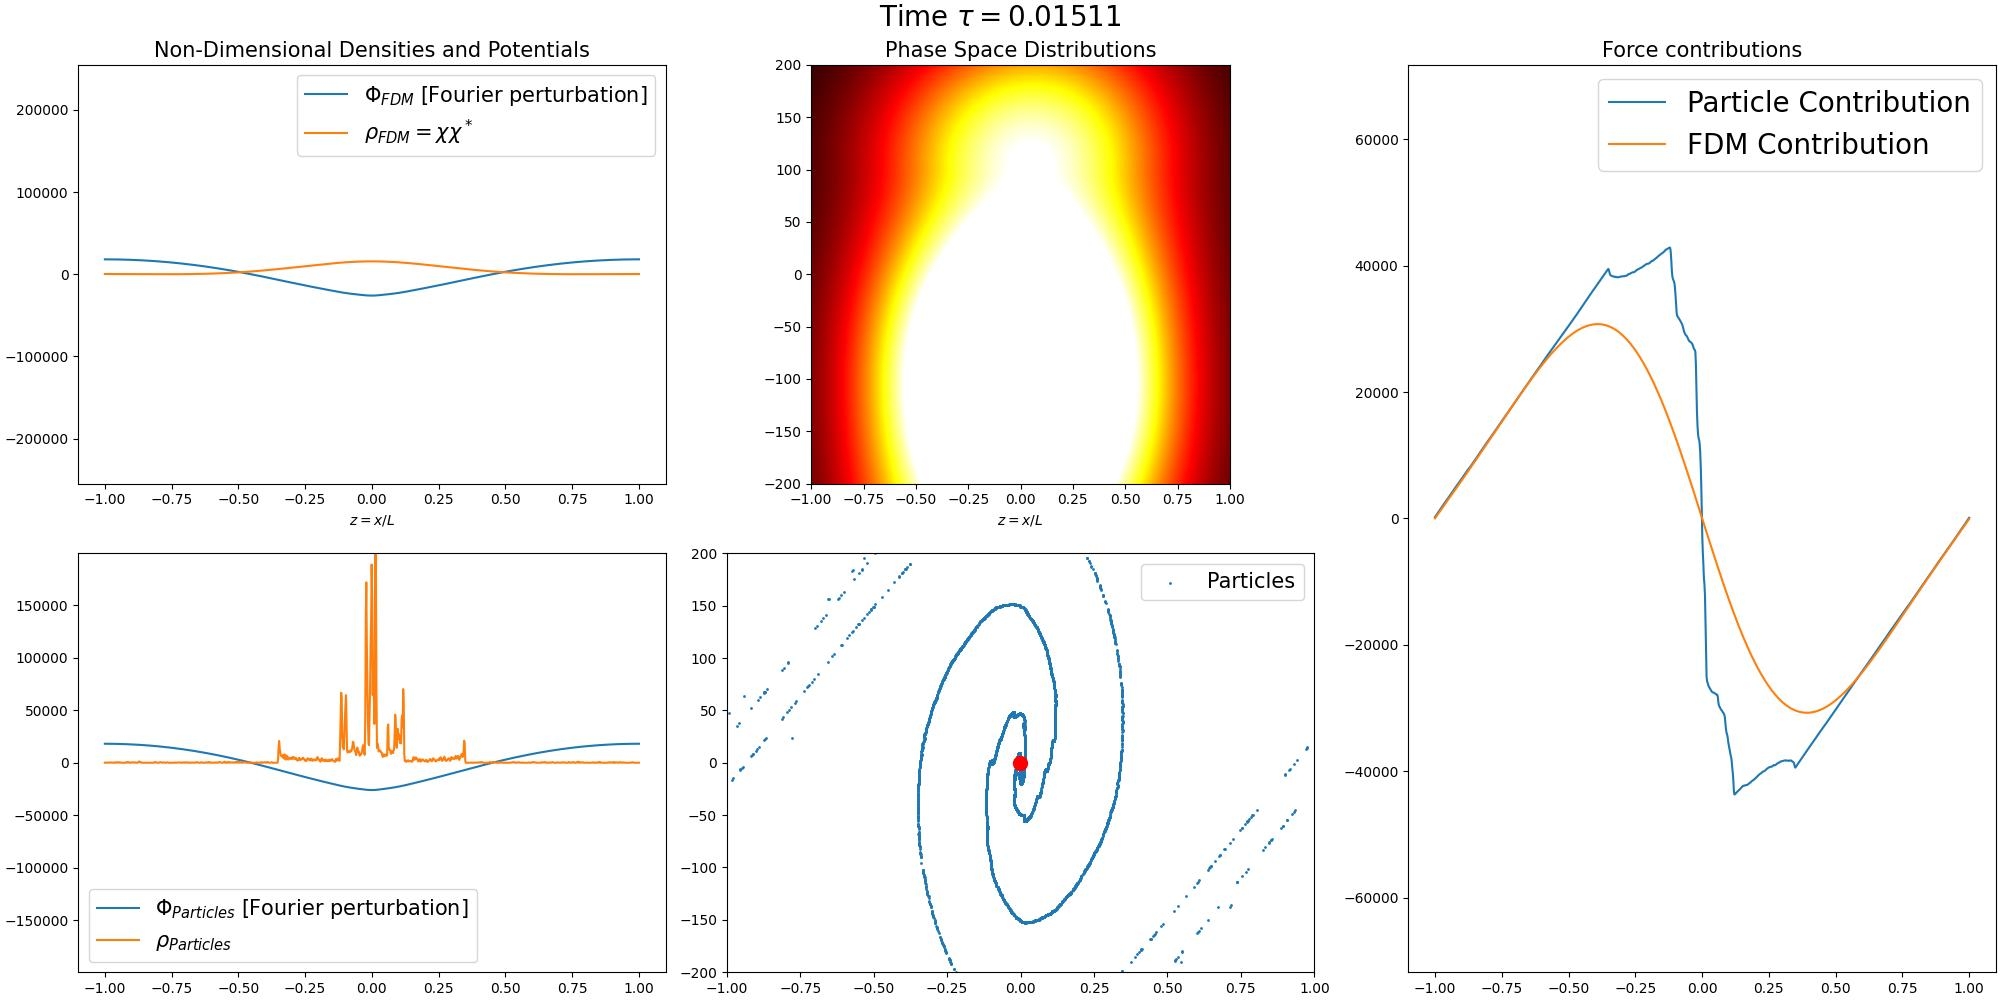 Time τ = 0.01511
Non-Dimensional Densities and Potentials
Φ_FDM [Fourier perturbation]
ρ_FDM = χχ*
200000
100000
0
−100000
−200000
−1.00 −0.75 −0.50 −0.25 0.00 0.25 0.50 0.75 1.00
z = x/L
Phase Space Distributions
200
150
100
50
0
−50
−100
−150
−200
−1.00 −0.75 −0.50 −0.25 0.00 0.25 0.50 0.75 1.00
z = x/L
Force contributions
Particle Contribution
FDM Contribution
60000
40000
20000
0
−20000
−40000
−60000
−1.00 −0.75 −0.50 −0.25 0.00 0.25 0.50 0.75 1.00
150000
100000
50000
0
−50000
−100000
−150000
Φ_Particles [Fourier perturbation]
ρ_Particles
−1.00 −0.75 −0.50 −0.25 0.00 0.25 0.50 0.75 1.00
Particles
200
150
100
50
0
−50
−100
−150
−200
−1.00 −0.75 −0.50 −0.25 0.00 0.25 0.50 0.75 1.00